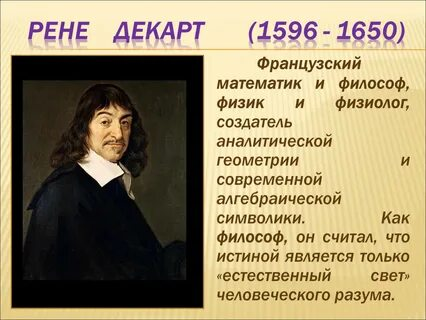 РЕНЕ ДЕКАРТ (1596 - 1650)
Французский
математик и философ,
физик и физиолог,
создатель
аналитической
геометрии и
современной
алгебраической
символики. Как
философ, он считал, что
истиной является только
«естественный свет»
человеческого разума.